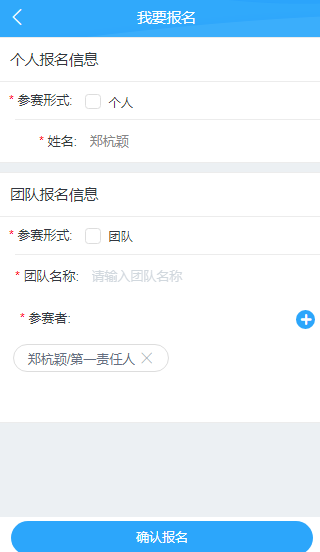 我要报名
个人报名信息
* 参赛形式: 个人
* 姓名: 郑杭颖
团队报名信息
* 参赛形式: 团队
* 团队名称: 请输入团队名称
* 参赛者:
郑杭颖/第一责任人
确认报名